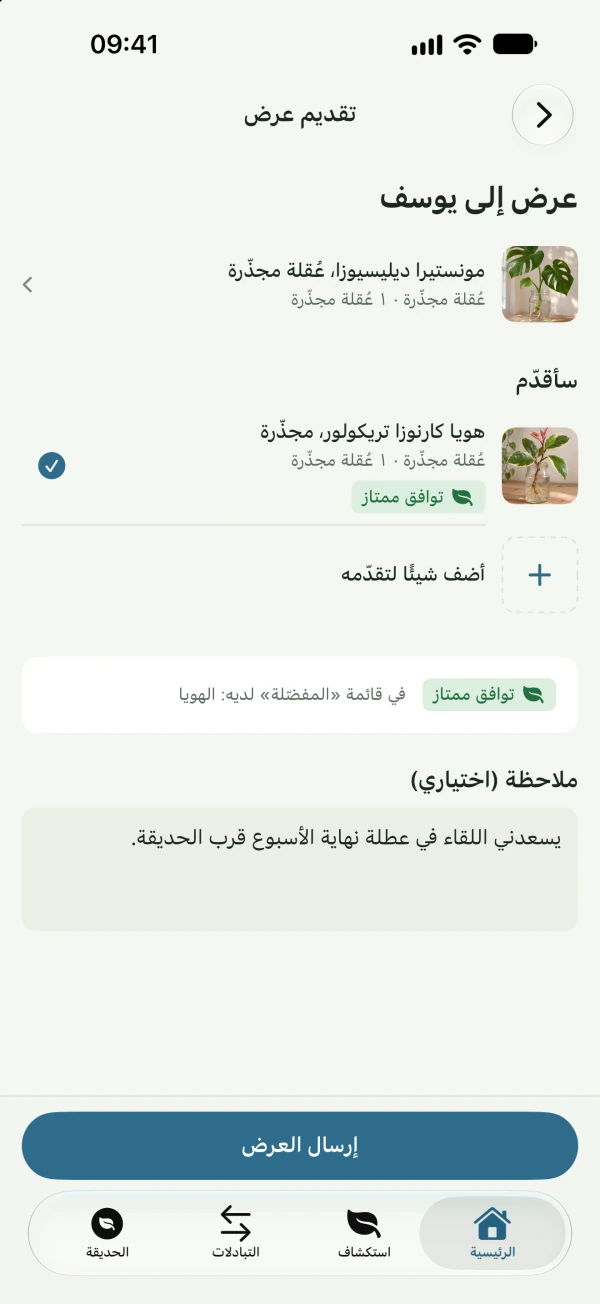 09:41
تقديم عرض
عرض إلى يوسف
مونستيرا ديليسيوزا، عُقلة مجذّرة
عُقلة مجذّرة · ١ عُقلة مجذّرة
سأقدّم
هويا كارنوزا تريكولور، مجذّرة
عُقلة مجذّرة · ١ عُقلة مجذّرة
توافق ممتاز
أضف شيئًا لتقدّمه
توافق ممتاز
في قائمة «المفضّلة» لديه: الهويا
ملاحظة (اختياري)
يسعدني اللقاء في عطلة نهاية الأسبوع قرب الحديقة.
إرسال العرض
الرئيسية
استكشاف
التبادلات
الحديقة